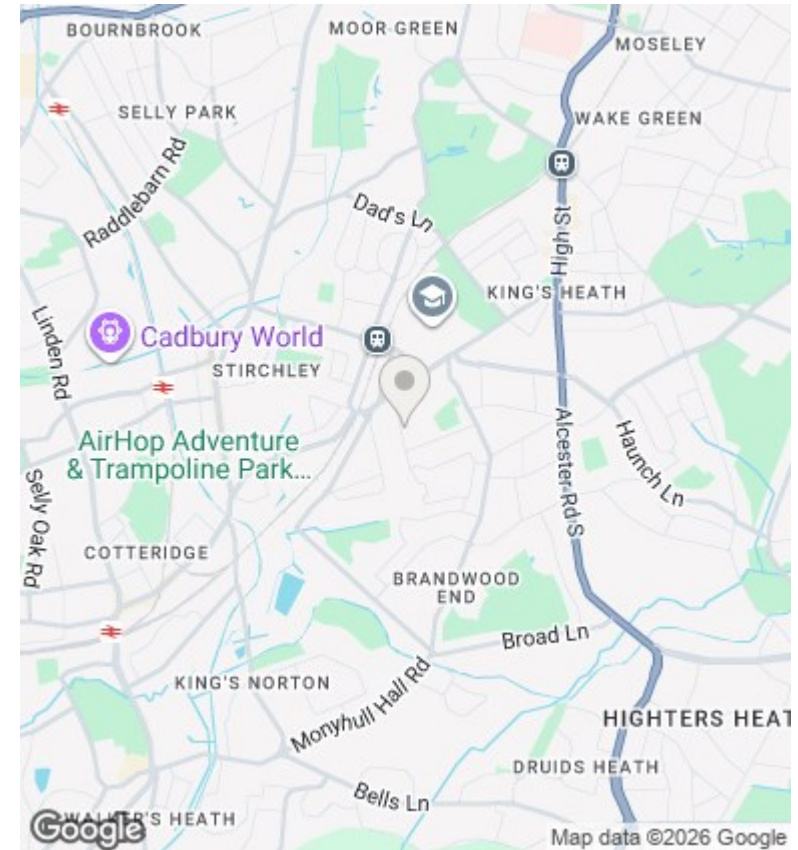 BOURNBROOK
MOOR GREEN
MOSELEY
SELLY PARK
WAKE GREEN
Raddlebarn Rd
Dad's Ln
High St
KING'S HEATH
Linden Rd
Cadbury World
STIRCHLEY
AirHop Adventure
& Trampoline Park...
Alcester Rd S
Haunch Ln
Selly Oak Rd
COTTERIDGE
BRANDWOOD
END
Broad Ln
KING'S NORTON
Monyhull Hall Rd
HIGHTERS HEAT
DRUIDS HEATH
Bells Ln
WALKER'S HEATH
Google
Map data ©2026 Google